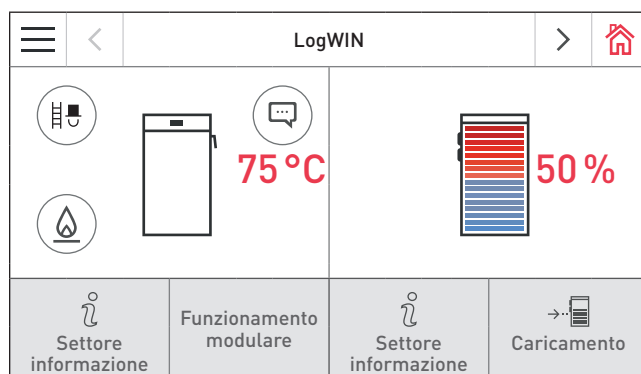 LogWIN
75 °C
50 %
Settore
informazione
Funzionamento
modulare
Settore
informazione
Caricamento